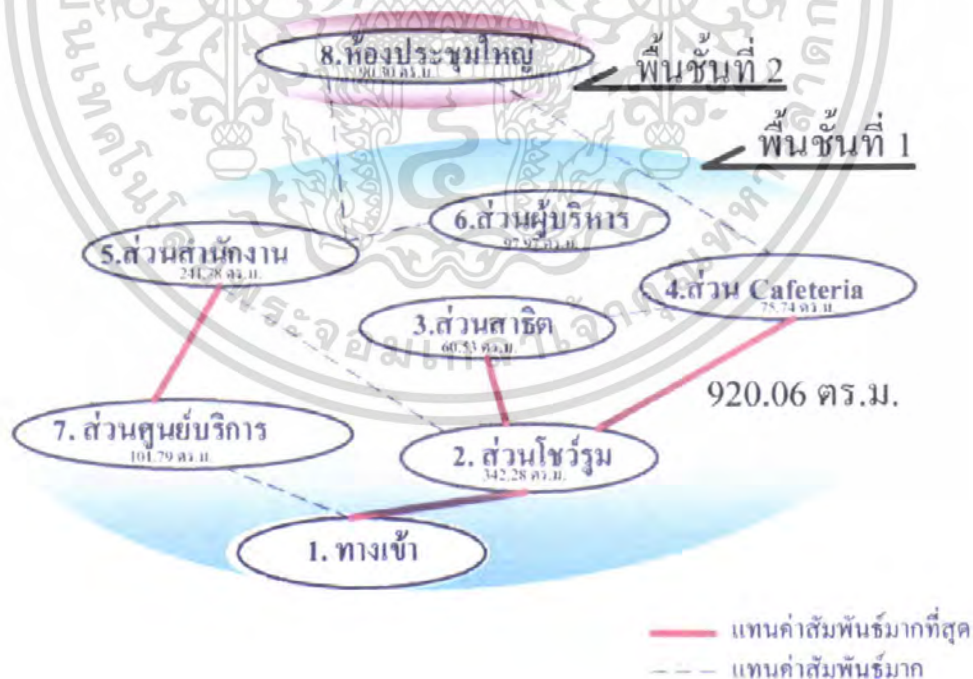 8.ห้องประชุมใหญ่
90.30 ตร.ม.
พื้นชันที่ 2
พื้นชั้นที่ 1
6.ส่วนผู้บริหาร
97.97 ตร.ม.
5.ส่วนสำนักงาน
241.78 ตร.ม.
4.ส่วน Cafeteria
75.74 ตร.ม.
3.ส่วนสาธิต
60.53 ตร.ม.
920.06 ตร.ม.
7. ส่วนศูนย์บริการ
101.79 ตร.ม.
2. ส่วนโชว์รูม
342.28 ตร.ม.
1. ทางเข้า
แทนค่าสัมพันธ์มากที่สุด
แทนค่าสัมพันธ์มาก